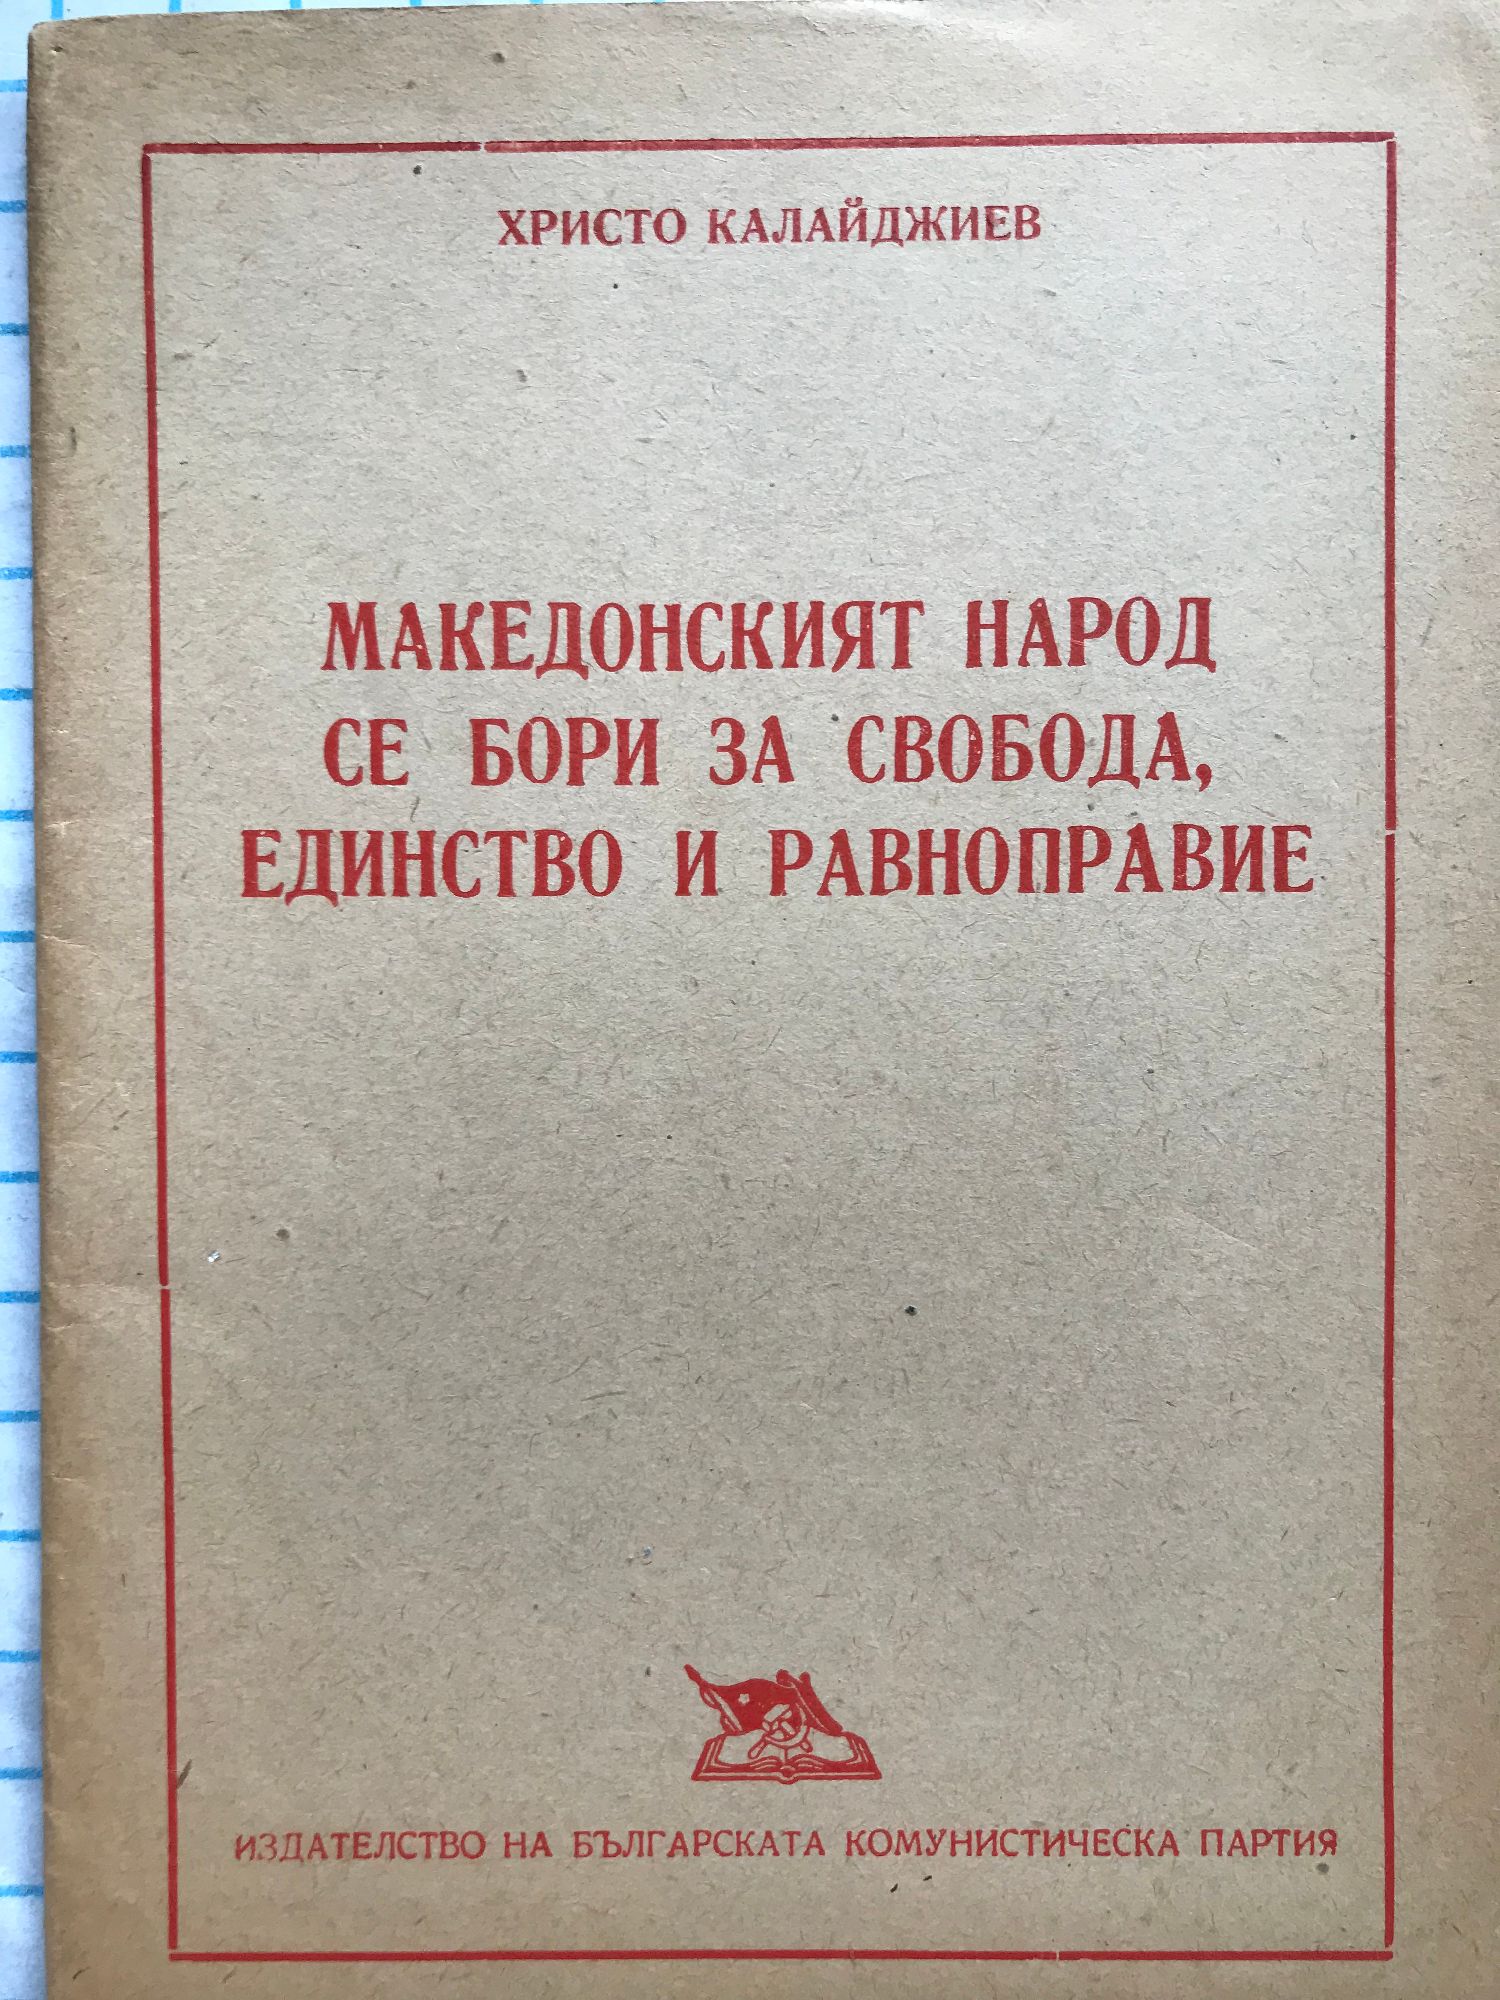 ХРИСТО КАЛАЙДЖИЕВ
МАКЕДОНСКИЯТ НАРОД
СЕ БОРИ ЗА СВОБОДА,
ЕДИНСТВО И РАВНОПРАВИЕ
ИЗДАТЕЛСТВО НА БЪЛГАРСКАТА КОМУНИСТИЧЕСКА ПАРТИЯ